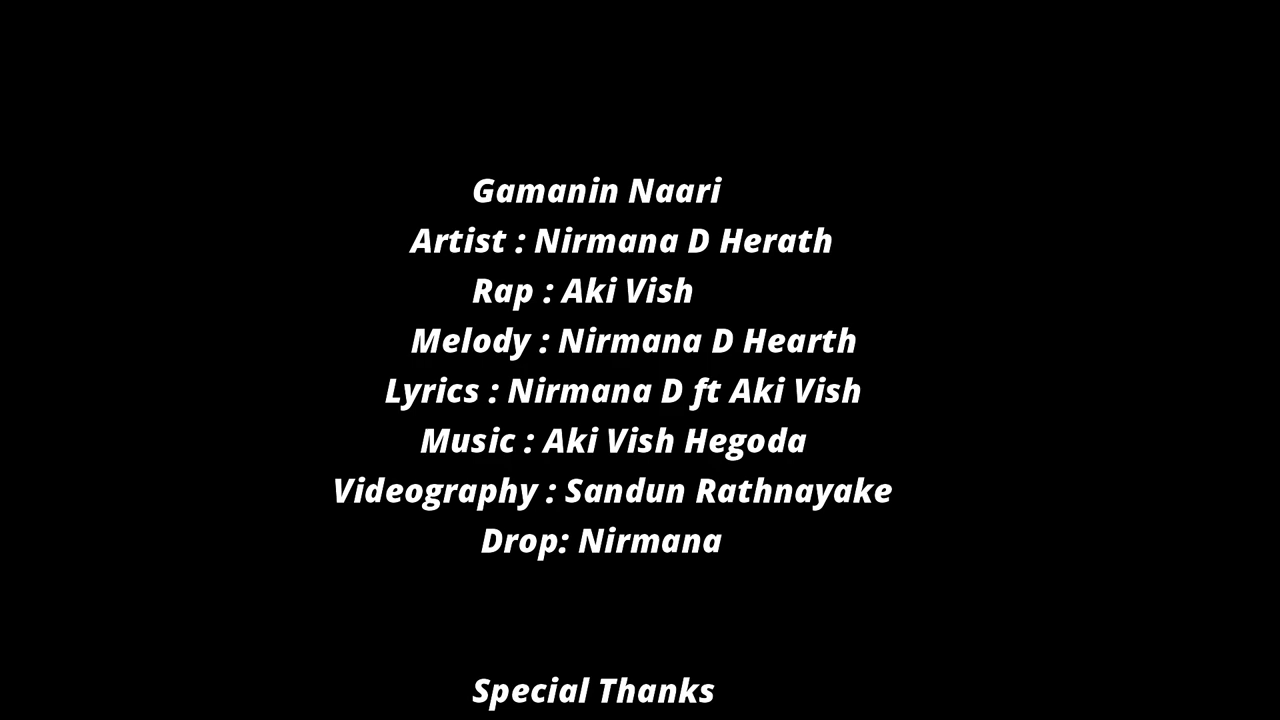 Gamanin Naari
Artist : Nirmana D Herath
Rap : Aki Vish
Melody : Nirmana D Hearth
Lyrics : Nirmana D ft Aki Vish
Music : Aki Vish Hegoda
Videography : Sandun Rathnayake
Drop: Nirmana
Special Thanks